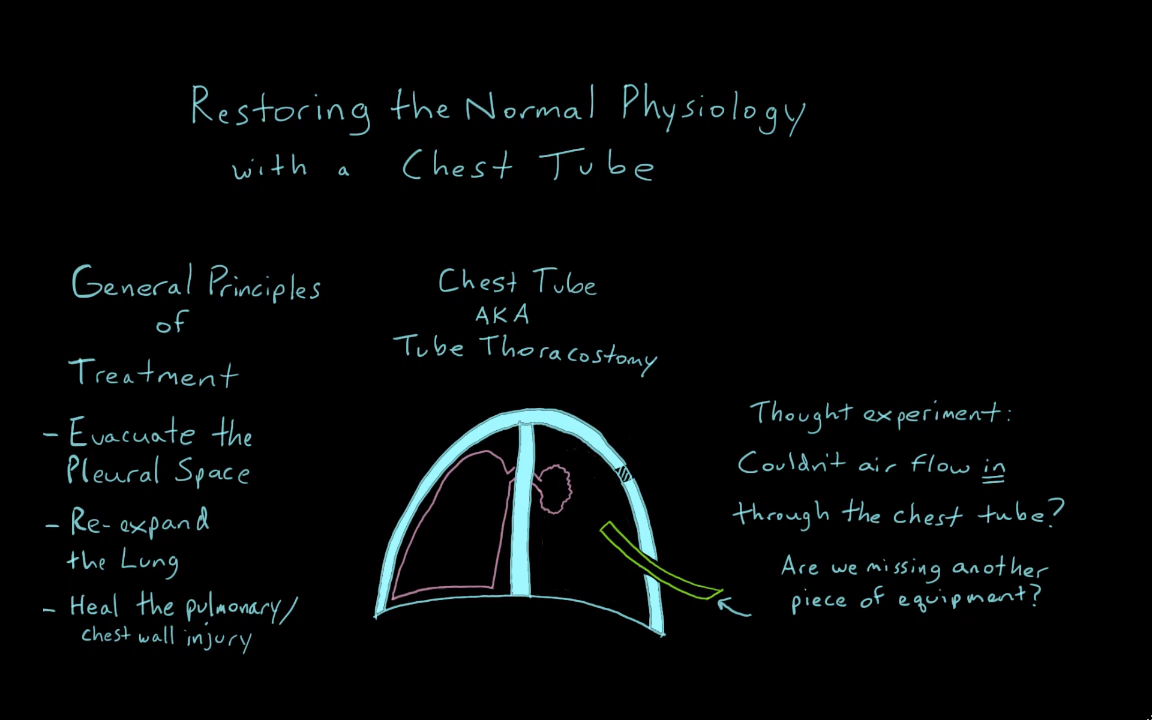 Restoring the Normal Physiology
with a Chest Tube
General Principles
of
Treatment
- Evacuate the
Pleural Space
- Re-expand
the Lung
- Heal the pulmonary/
chest wall injury
Chest Tube
AKA
Tube Thoracostomy
Thought experiment:
Couldn't air flow in
through the chest tube?
Are we missing another
piece of equipment?